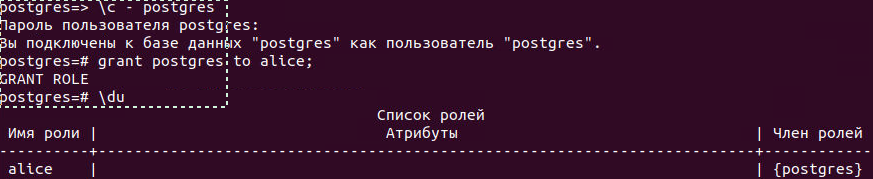 postgres=> \c - postgres
Пароль пользователя postgres:
Вы подключены к базе данных "postgres" как пользователь "postgres".
postgres=# grant postgres to alice;
GRANT ROLE
postgres=# \du
Список ролей
Имя роли | Атрибуты | Член ролей
----------+-------------------------------------------------------------------------+------------
alice | | {postgres}